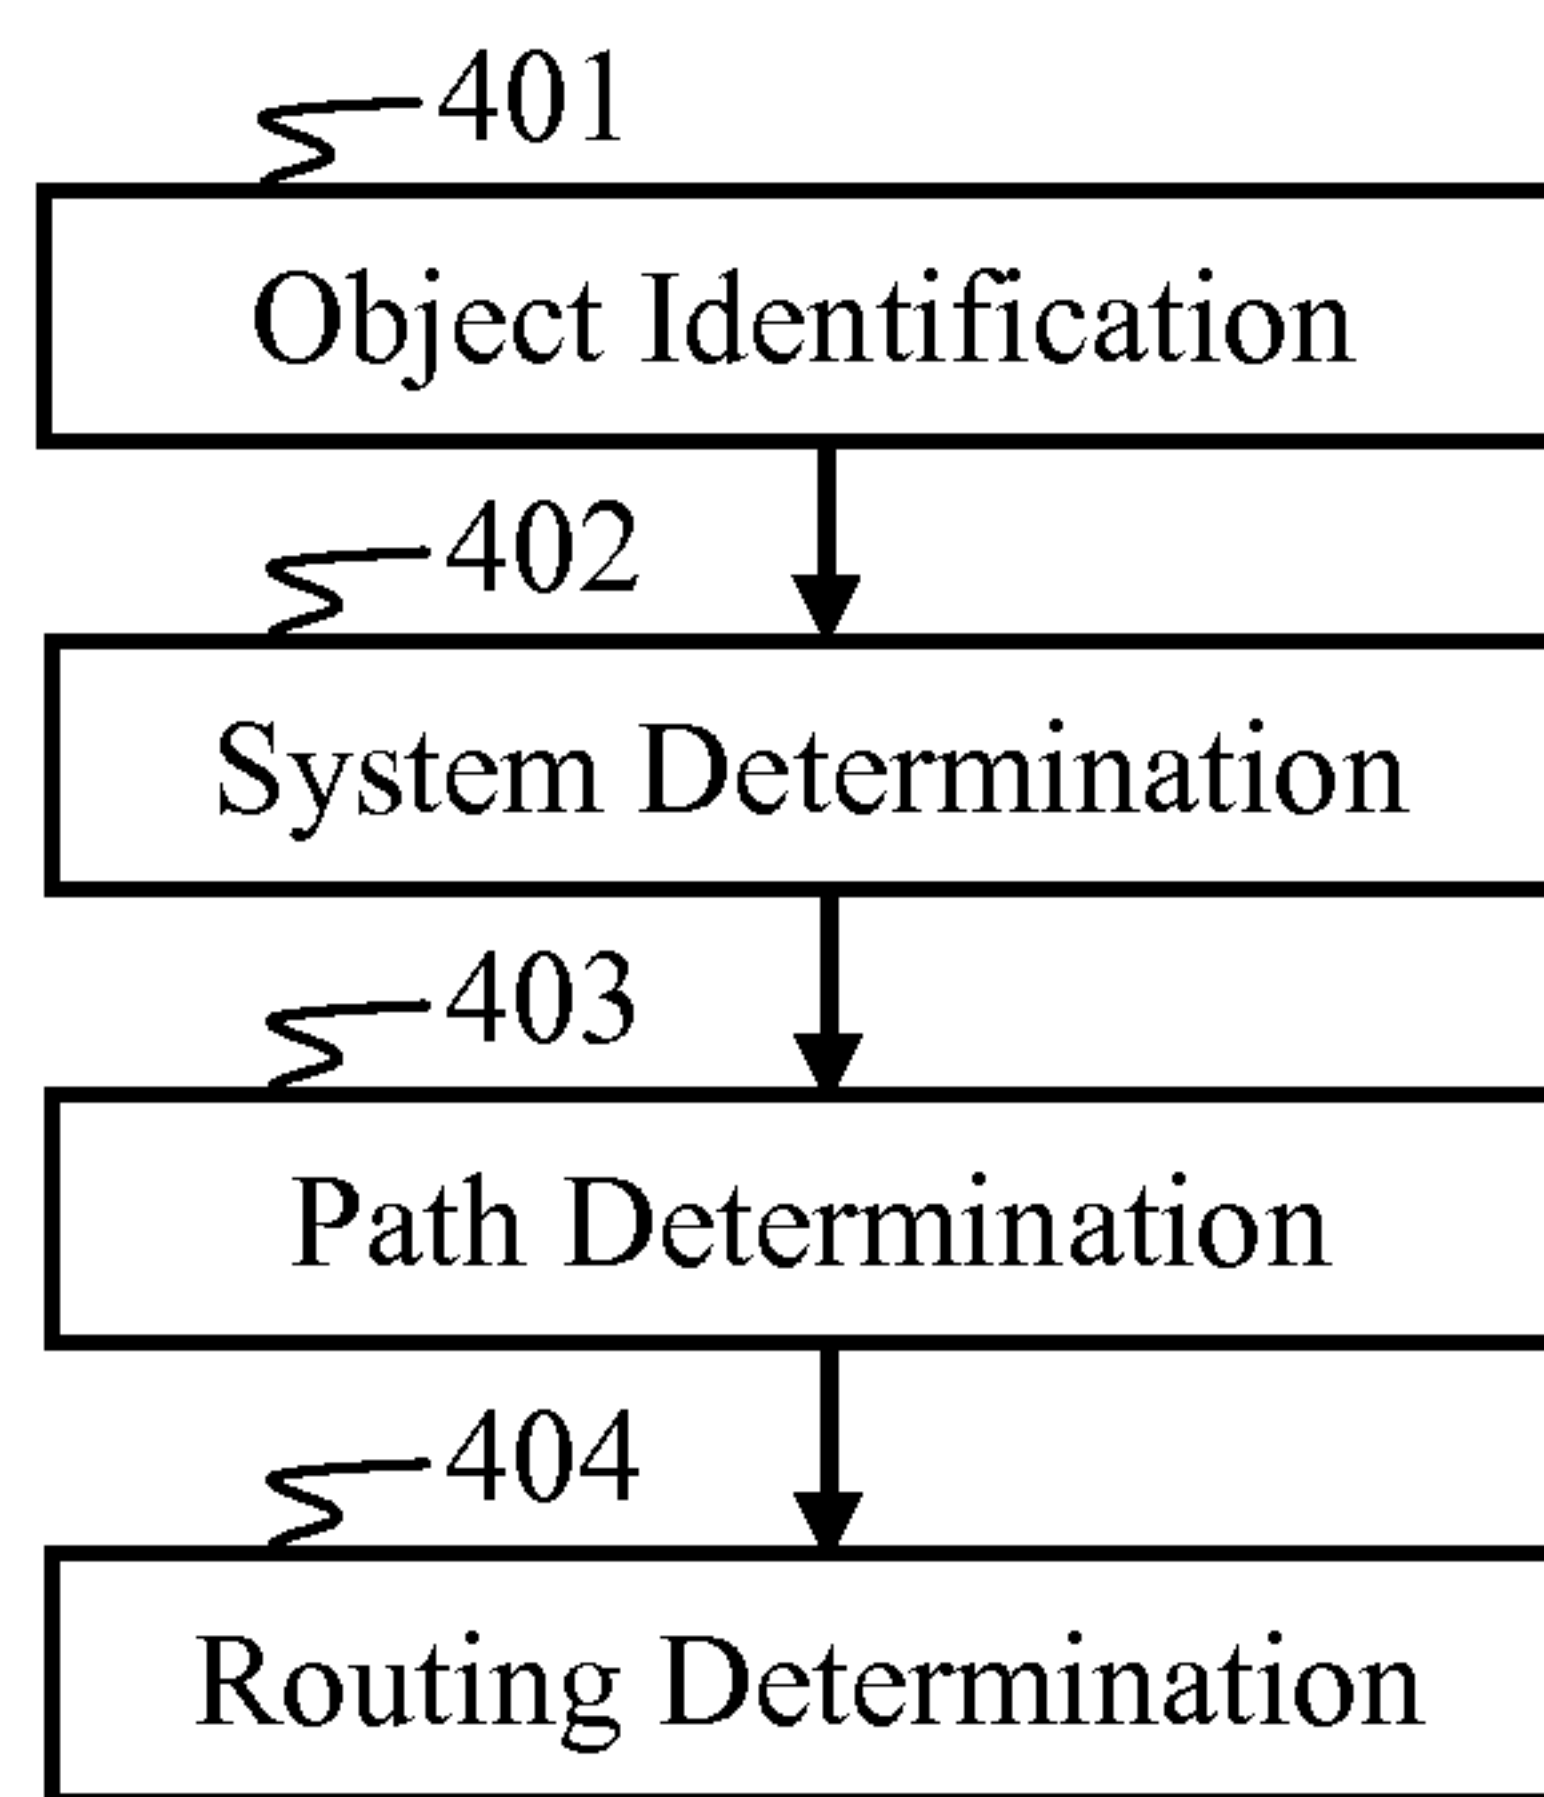 401
Object Identification
402
System Determination
403
Path Determination
404
Routing Determination